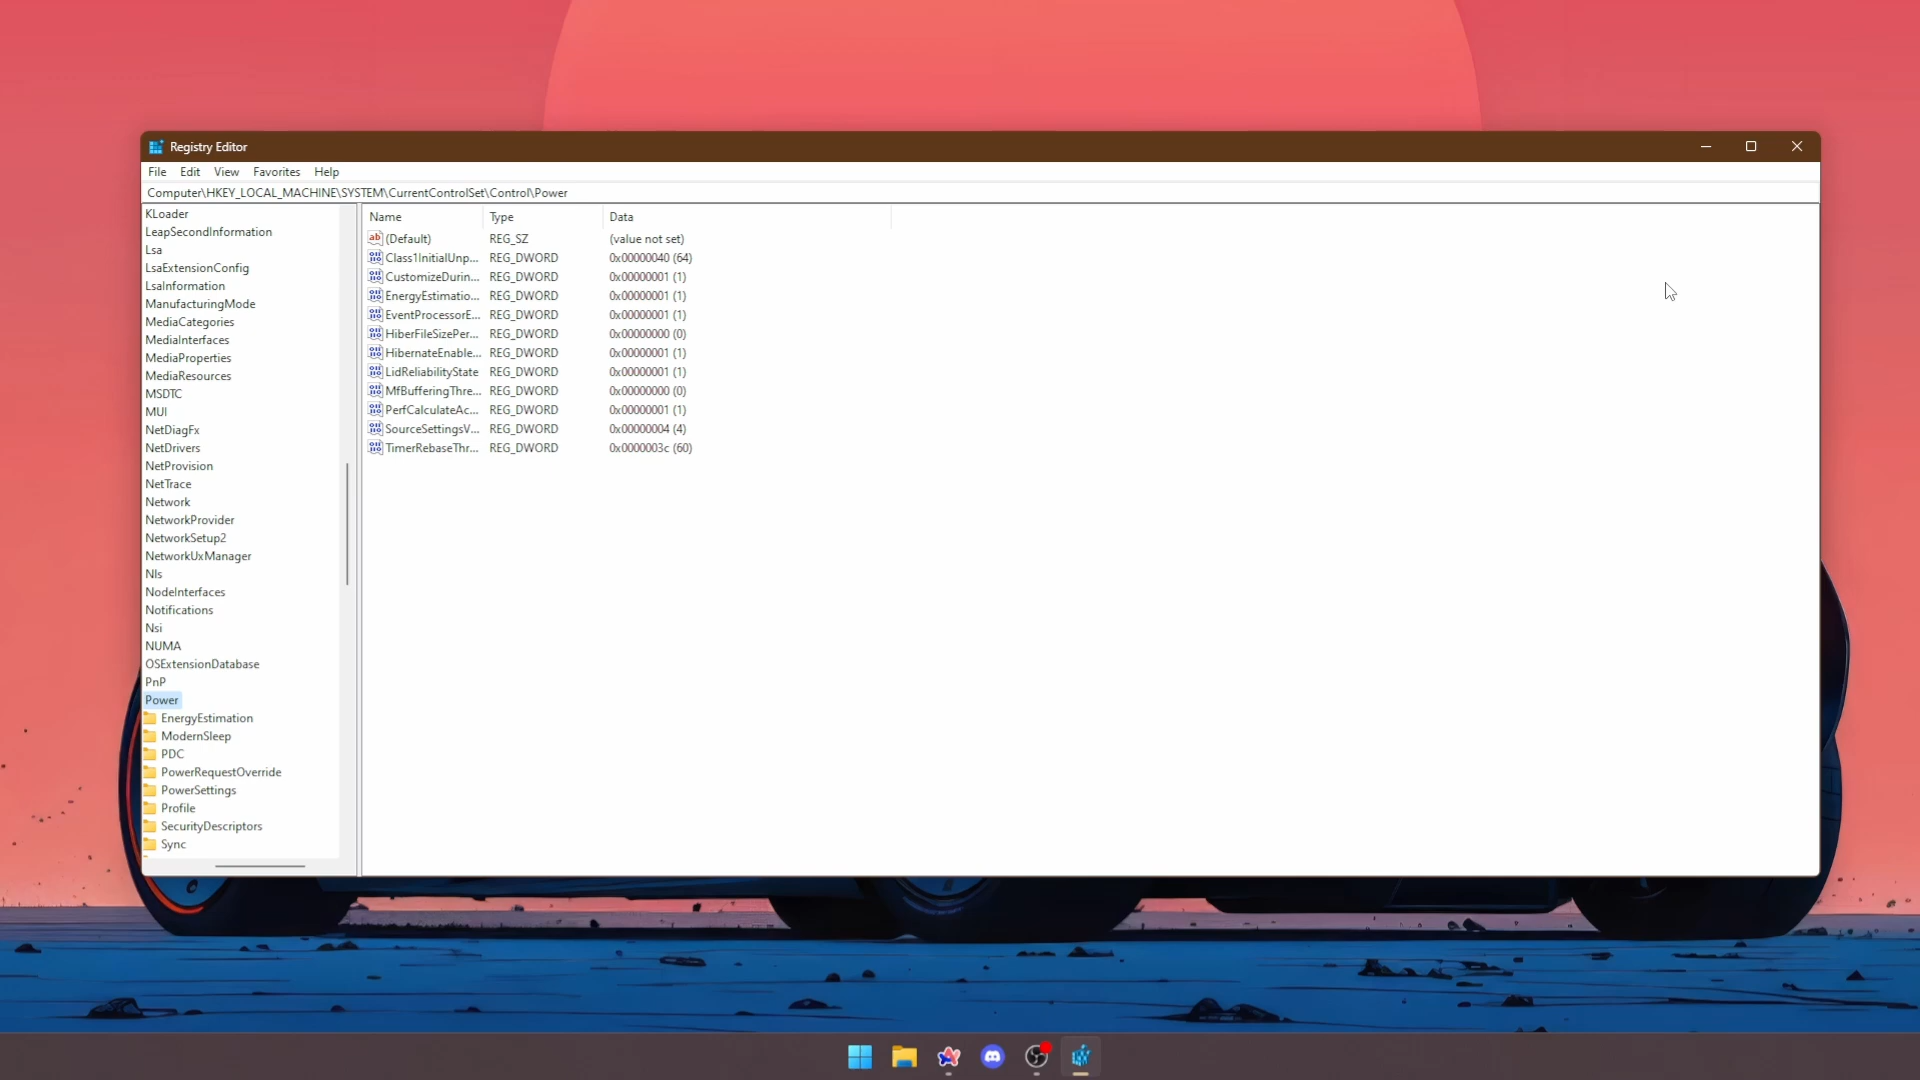 Registry Editor
File Edit View Favorites Help
Computer\HKEY_LOCAL_MACHINE\SYSTEM\CurrentControlSet\Control\Power
KLoader
LeapSecondInformation
Lsa
LsaExtensionConfig
LsaInformation
ManufacturingMode
MediaCategories
MediaInterfaces
MediaProperties
MediaResources
MSDTC
MUI
NetDiagFx
NetDrivers
NetProvision
NetTrace
Network
NetworkProvider
NetworkSetup2
NetworkUxManager
Nls
NodeInterfaces
Notifications
Nsi
NUMA
OSExtensionDatabase
PnP
Power
EnergyEstimation
ModernSleep
PDC
PowerRequestOverride
PowerSettings
Profile
SecurityDescriptors
Sync
Name Type Data
(Default) REG_SZ (value not set)
Class1InitialUnp... REG_DWORD 0x00000040 (64)
CustomizeDurin... REG_DWORD 0x00000001 (1)
EnergyEstimatio... REG_DWORD 0x00000001 (1)
EventProcessorE... REG_DWORD 0x00000001 (1)
HiberFileSizePer... REG_DWORD 0x00000000 (0)
HibernateEnable... REG_DWORD 0x00000001 (1)
LidReliabilityState REG_DWORD 0x00000001 (1)
MfBufferingThre... REG_DWORD 0x00000000 (0)
PerfCalculateAc... REG_DWORD 0x00000001 (1)
SourceSettingsV... REG_DWORD 0x00000004 (4)
TimerRebaseThr... REG_DWORD 0x0000003c (60)